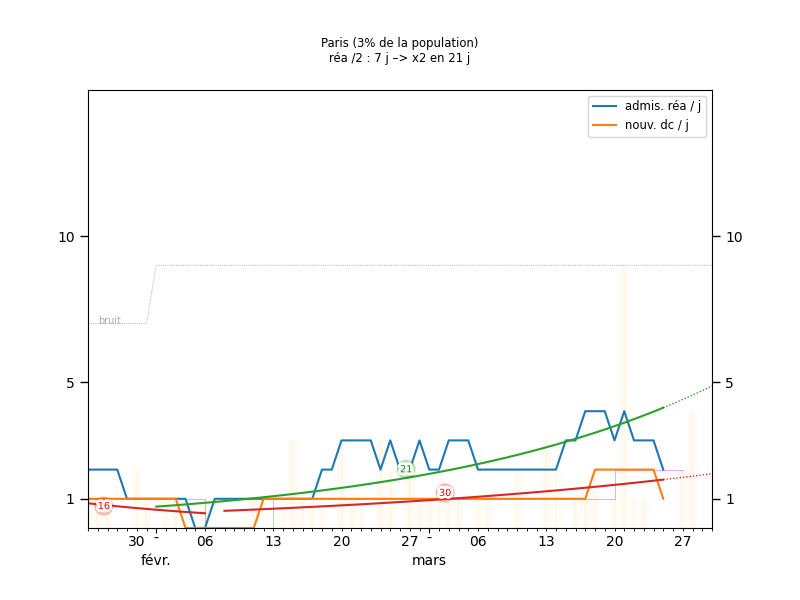 Paris (3% de la population)
réa /2 : 7 j –> x2 en 21 j
admis. réa / j
nouv. dc / j
10 10
bruit
5 5
21
30
16
1 1
30 - 06 13 20 27 - 06 13 20 27
févr. mars